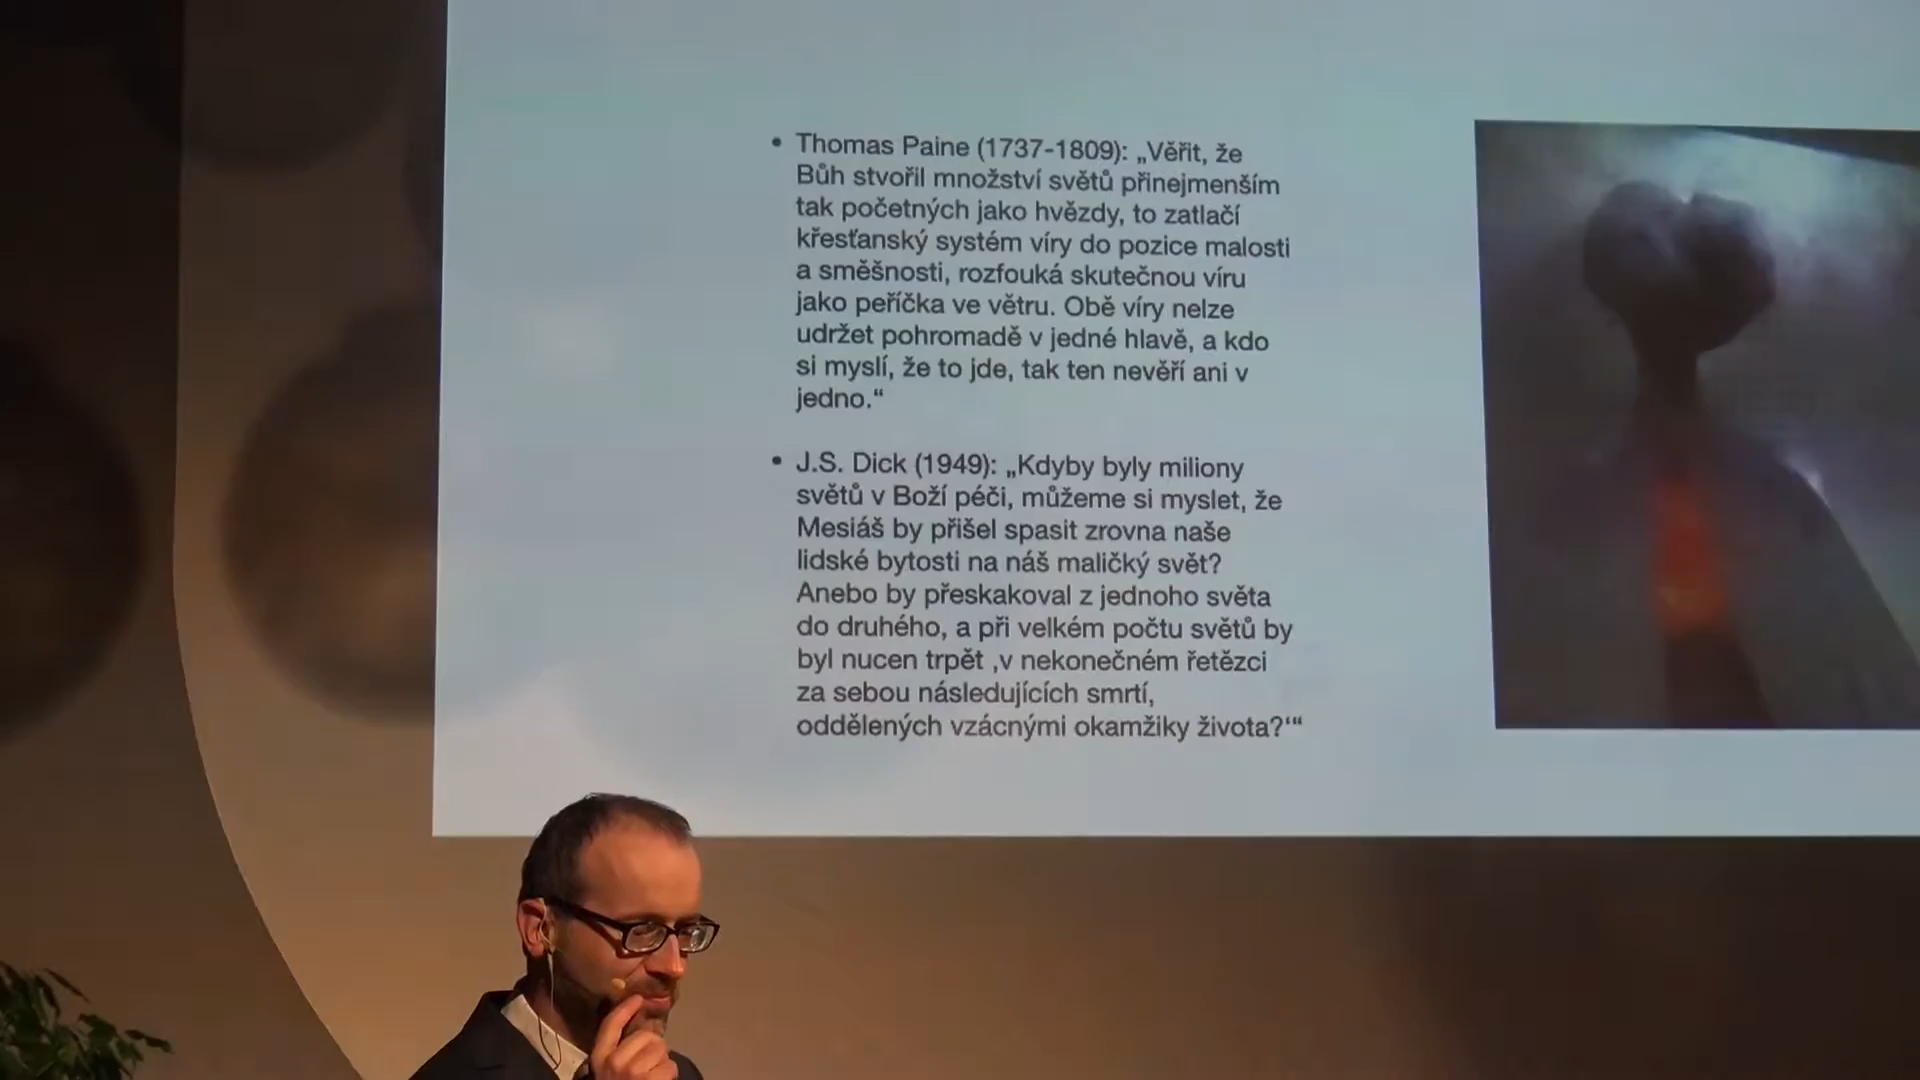 • Thomas Paine (1737-1809): „Věřit, že
Bůh stvořil množství světů přinejmenším
tak početných jako hvězdy, to zatlačí
křesťanský systém víry do pozice malosti
a směšnosti, rozfouká skutečnou víru
jako peříčka ve větru. Obě víry nelze
udržet pohromadě v jedné hlavě, a kdo
si myslí, že to jde, tak ten nevěří ani v
jedno.“
• J.S. Dick (1949): „Kdyby byly miliony
světů v Boží péči, můžeme si myslet, že
Mesiáš by přišel spasit zrovna naše
lidské bytosti na náš maličký svět?
Anebo by přeskakoval z jednoho světa
do druhého, a při velkém počtu světů by
byl nucen trpět ‚v nekonečném řetězci
za sebou následujících smrtí,
oddělených vzácnými okamžiky života?‘“